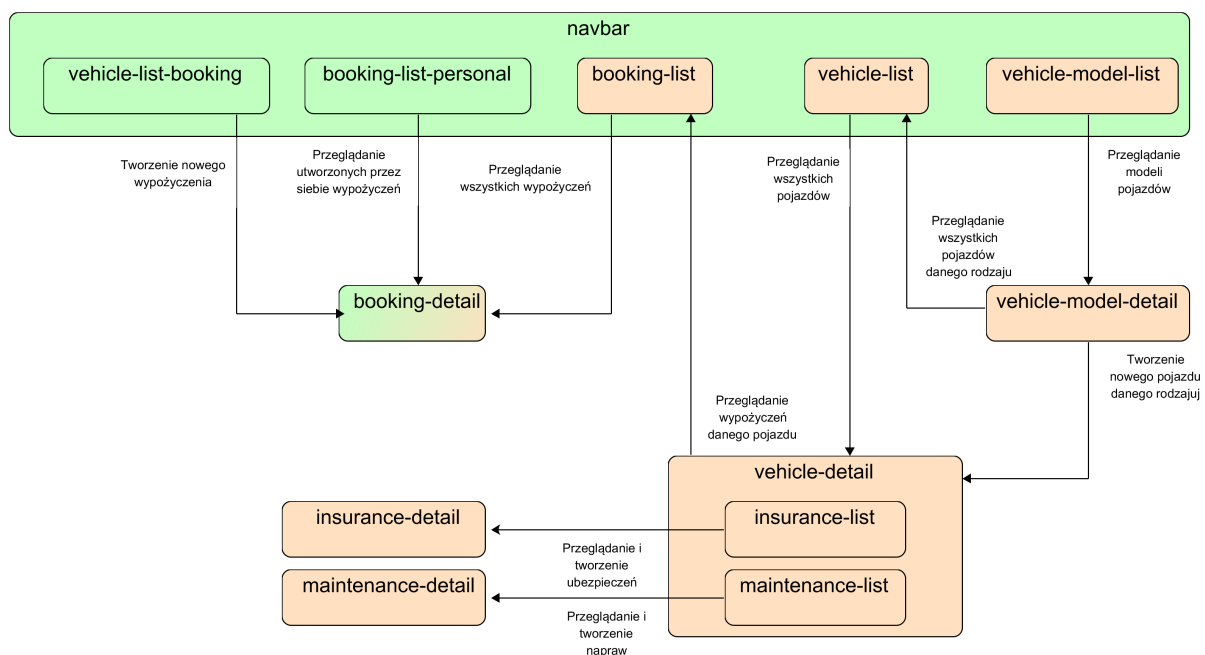 navbar
vehicle-list-booking
booking-list-personal
booking-list
vehicle-list
vehicle-model-list
Tworzenie nowego
wypożyczenia
Przeglądanie
utworzonych przez
siebie wypożyczeń
Przeglądanie
wszystkich wypożyczeń
Przeglądanie
wszystkich
pojazdów
Przeglądanie
modeli
pojazdów
Przeglądanie
wszystkich
pojazdów
danego rodzaju
booking-detail
vehicle-model-detail
Tworzenie
nowego pojazdu
danego rodzajuj
Przeglądanie
wypożyczeń
danego pojazdu
vehicle-detail
insurance-detail
insurance-list
Przeglądanie i
tworzenie
ubezpieczeń
maintenance-detail
maintenance-list
Przeglądanie i
tworzenie
napraw